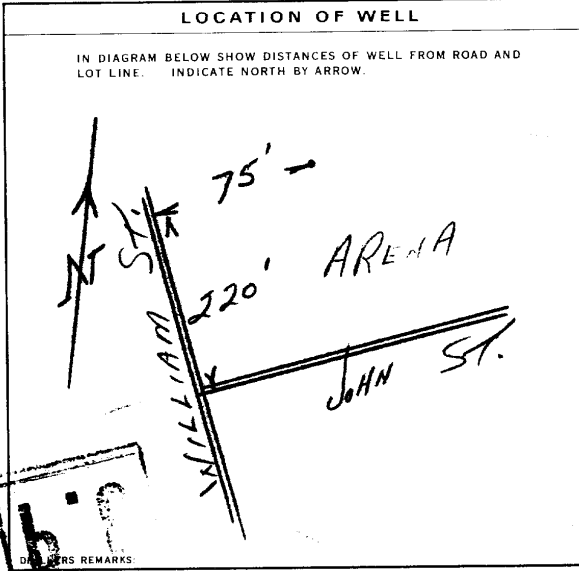 LOCATION OF WELL
IN DIAGRAM BELOW SHOW DISTANCES OF WELL FROM ROAD AND
LOT LINE. INDICATE NORTH BY ARROW.
75'
N
WILLIAM ST.
220'
ARENA
JOHN ST.
REMARKS: